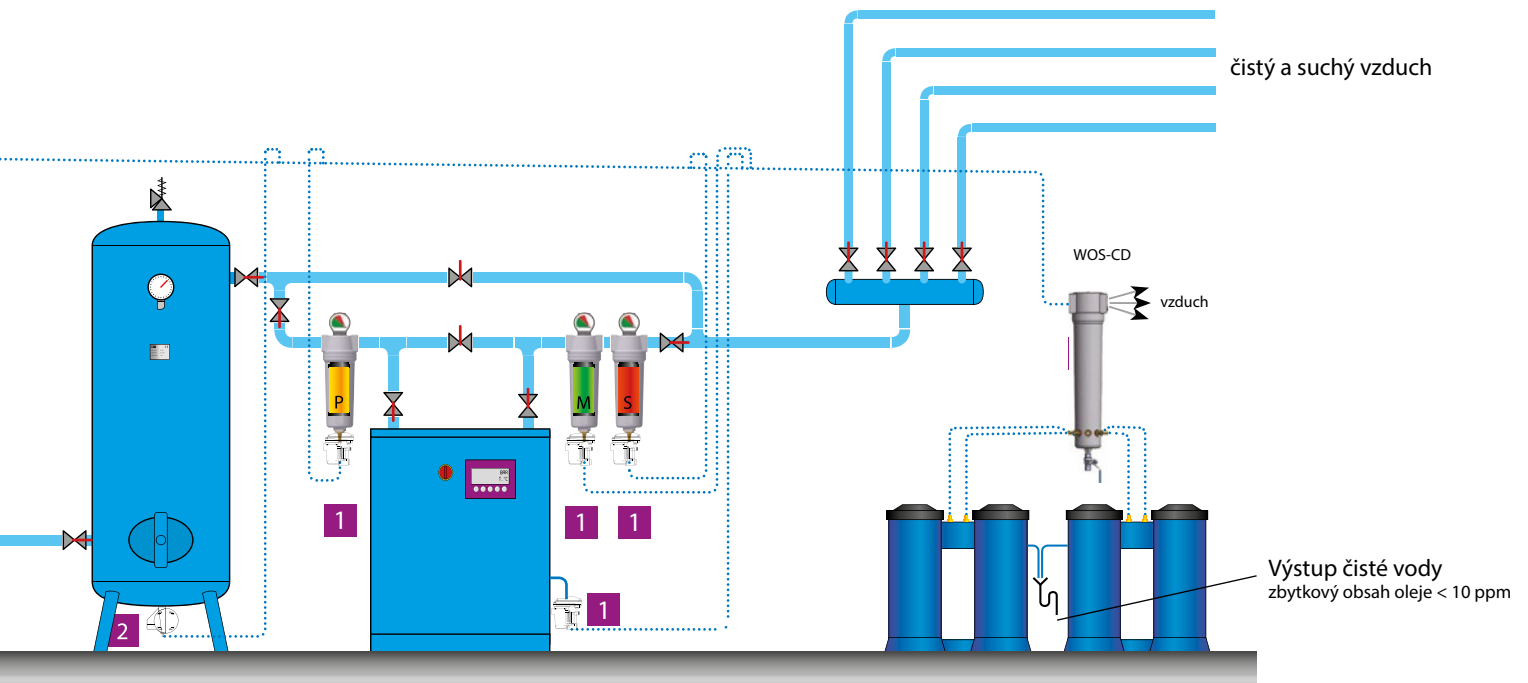 čistý a suchý vzduch
WOS-CD
vzduch
P
M
S
BAR
1
1
1
1
2
Výstup čisté vody
zbytkový obsah oleje < 10 ppm